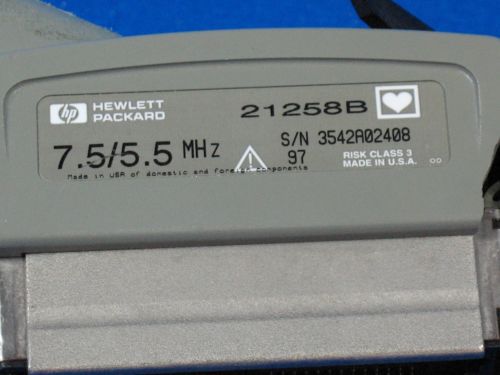 hp HEWLETT
PACKARD
21258B
7.5/5.5 MHz
S/N 3542A02408
97
RISK CLASS 3
MADE IN U.S.A.
Made in USA of domestic and foreign components